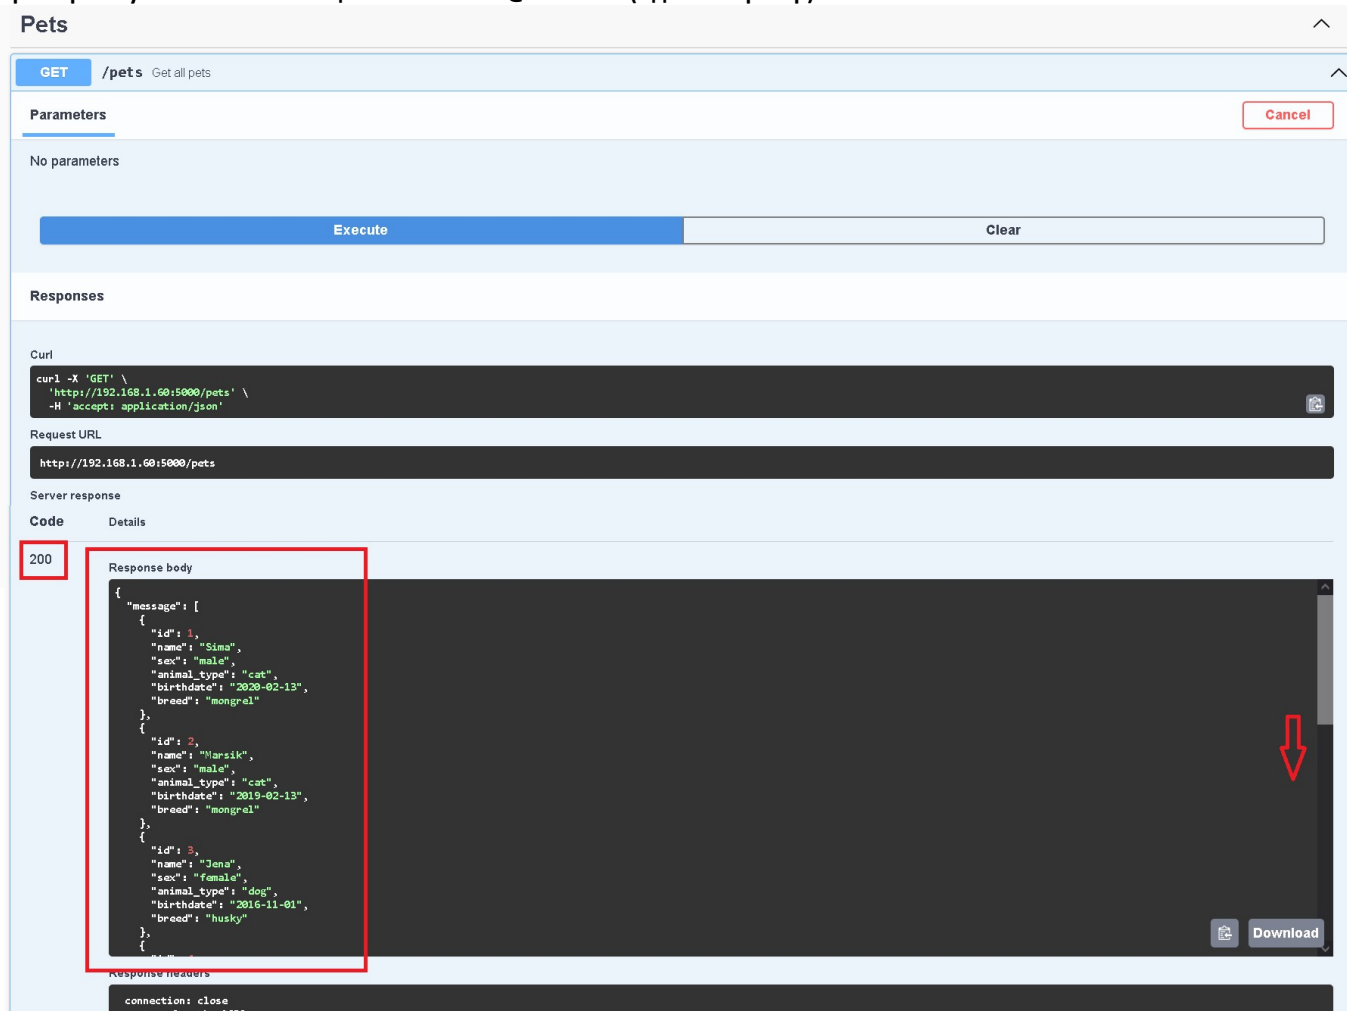 Pets
GET /pets Get all pets
Parameters
Cancel
No parameters
Execute
Clear
Responses
Curl
curl -X 'GET' \
'http://192.168.1.60:5000/pets' \
-H 'accept: application/json'
Request URL
http://192.168.1.60:5000/pets
Server response
Code Details
200
Response body
{
"message": [
{
"id": 1,
"name": "Sima",
"sex": "male",
"animal_type": "cat",
"birthdate": "2020-02-13",
"breed": "mongrel"
},
{
"id": 2,
"name": "Marsik",
"sex": "male",
"animal_type": "cat",
"birthdate": "2019-02-13",
"breed": "mongrel"
},
{
"id": 3,
"name": "Jena",
"sex": "female",
"animal_type": "dog",
"birthdate": "2016-11-01",
"breed": "husky"
},
{
Download
Response headers
connection: close